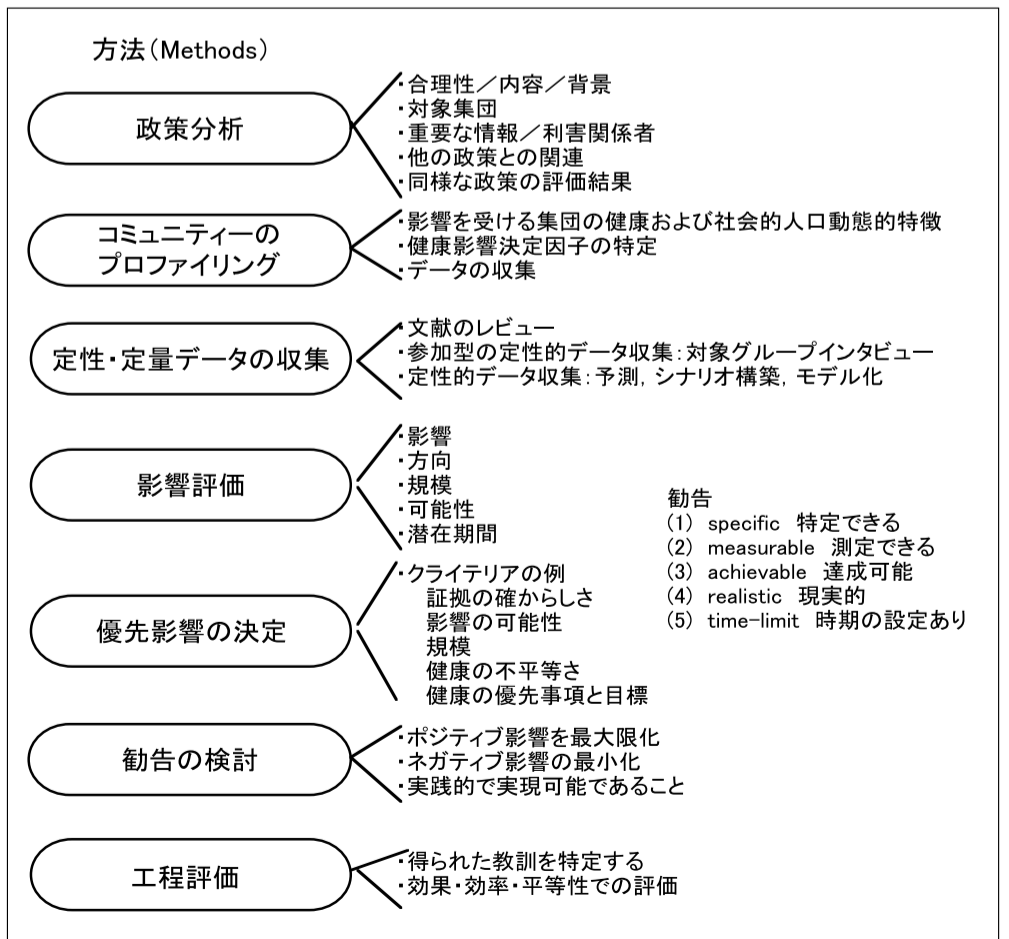 方法(Methods)
政策分析
・合理性／内容／背景
・対象集団
・重要な情報／利害関係者
・他の政策との関連
・同様な政策の評価結果
コミュニティーの
プロファイリング
・影響を受ける集団の健康および社会的人口動態的特徴
・健康影響決定因子の特定
・データの収集
定性・定量データの収集
・文献のレビュー
・参加型の定性的データ収集：対象グループインタビュー
・定性的データ収集：予測，シナリオ構築，モデル化
影響評価
・影響
・方向
・規模
・可能性
・潜在期間
優先影響の決定
・クライテリアの例
証拠の確からしさ
影響の可能性
規模
健康の不平等さ
健康の優先事項と目標
勧告
(1) specific 特定できる
(2) measurable 測定できる
(3) achievable 達成可能
(4) realistic 現実的
(5) time-limit 時期の設定あり
勧告の検討
・ポジティブ影響を最大限化
・ネガティブ影響の最小化
・実践的で実現可能であること
工程評価
・得られた教訓を特定する
・効果・効率・平等性での評価